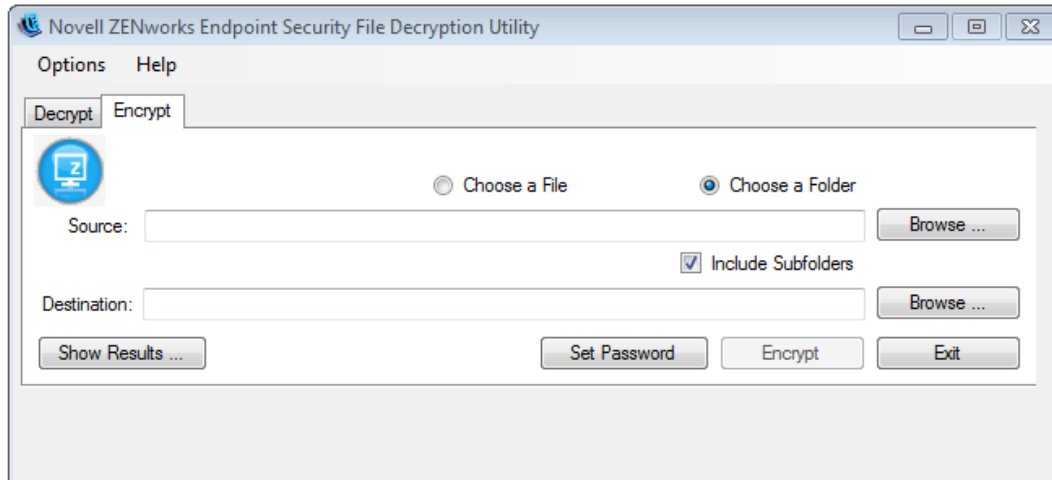 Novell ZENworks Endpoint Security File Decryption Utility
Options Help
Decrypt Encrypt
Z
Choose a File Choose a Folder
Source: Browse ...
Include Subfolders
Destination: Browse ...
Show Results ... Set Password Encrypt Exit